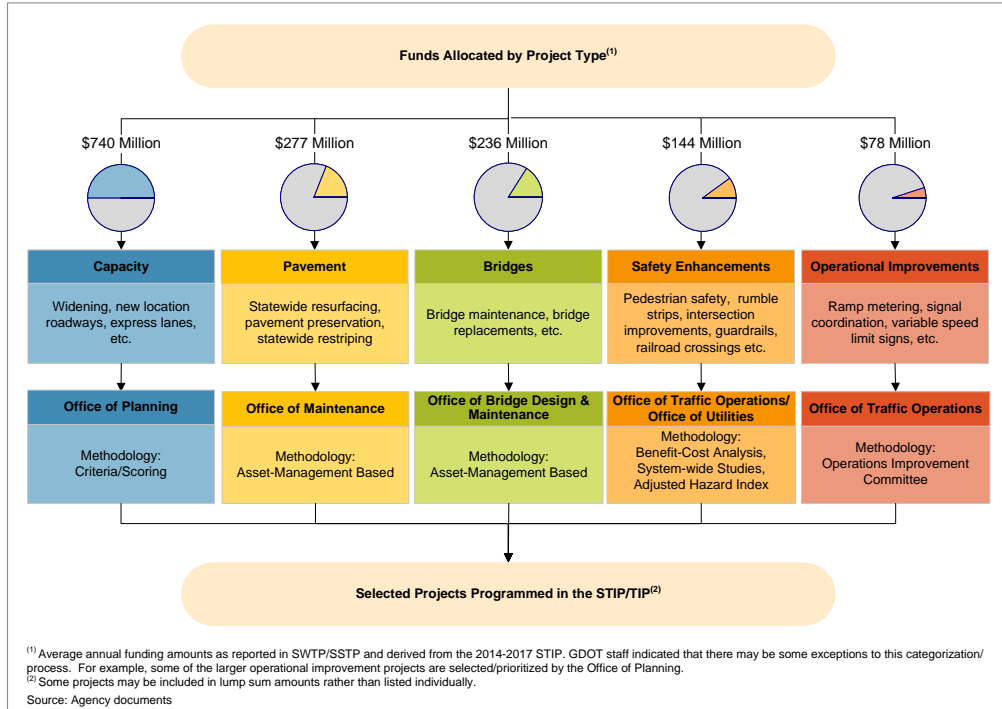 Funds Allocated by Project Type(1)
$740 Million
$277 Million
$236 Million
$144 Million
$78 Million
Capacity
Widening, new location
roadways, express lanes,
etc.
Pavement
Statewide resurfacing,
pavement preservation,
statewide restriping
Bridges
Bridge maintenance, bridge
replacements, etc.
Safety Enhancements
Pedestrian safety, rumble
strips, intersection
improvements, guardrails,
railroad crossings etc.
Operational Improvements
Ramp metering, signal
coordination, variable speed
limit signs, etc.
Office of Planning
Methodology:
Criteria/Scoring
Office of Maintenance
Methodology:
Asset-Management Based
Office of Bridge Design &
Maintenance
Methodology:
Asset-Management Based
Office of Traffic Operations/
Office of Utilities
Methodology:
Benefit-Cost Analysis,
System-wide Studies,
Adjusted Hazard Index
Office of Traffic Operations
Methodology:
Operations Improvement
Committee
Selected Projects Programmed in the STIP/TIP(2)
(1) Average annual funding amounts as reported in SWTP/SSTP and derived from the 2014-2017 STIP. GDOT staff indicated that there may be some exceptions to this categorization/
process. For example, some of the larger operational improvement projects are selected/prioritized by the Office of Planning.
(2) Some projects may be included in lump sum amounts rather than listed individually.
Source: Agency documents